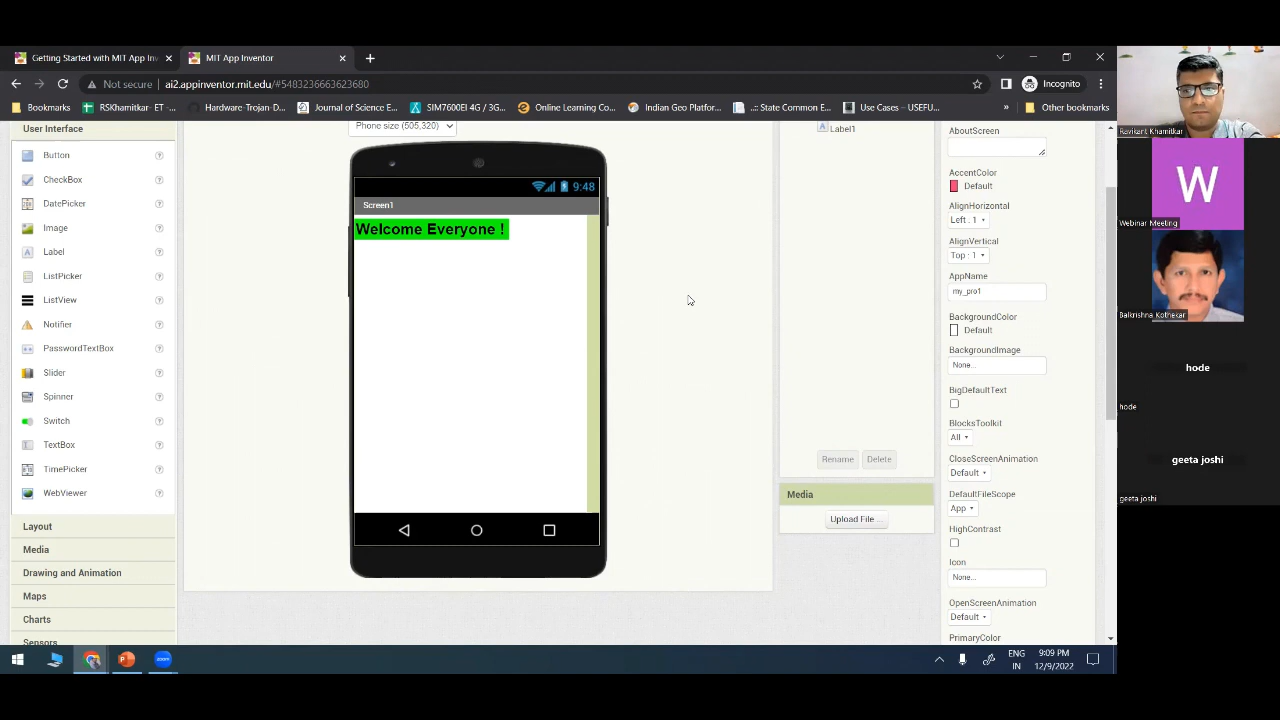 Getting Started with MIT App Inv
MIT App Inventor
Not secure
ai2.appinventor.mit.edu/#5483236663623680
Incognito
Bookmarks
RSKhamitkar- ET -...
Hardware-Trojan-D...
Journal of Science E...
SIM7600EI 4G / 3G...
Online Learning Co...
Indian Geo Platfor...
:: State Common E...
Use Cases – USEFU...
»
Other bookmarks
User Interface
Button
CheckBox
DatePicker
Image
Label
ListPicker
ListView
Notifier
PasswordTextBox
Slider
Spinner
Switch
TextBox
TimePicker
WebViewer
Layout
Media
Drawing and Animation
Maps
Charts
Sensors
Phone size (505,320)
9:48
Screen1
Welcome Everyone !
Label1
Rename
Delete
Media
Upload File ...
AboutScreen
AccentColor
Default
AlignHorizontal
Left : 1
AlignVertical
Top : 1
AppName
my_pro1
BackgroundColor
Default
BackgroundImage
None...
BigDefaultText
BlocksToolkit
All
CloseScreenAnimation
Default
DefaultFileScope
App
HighContrast
Icon
None...
OpenScreenAnimation
Default
PrimaryColor
Ravikant Khamitkar
W
Webinar Meeting
Balkrishna Kothekar
hode
hode
geeta joshi
geeta joshi
ENG
IN
9:09 PM
12/9/2022